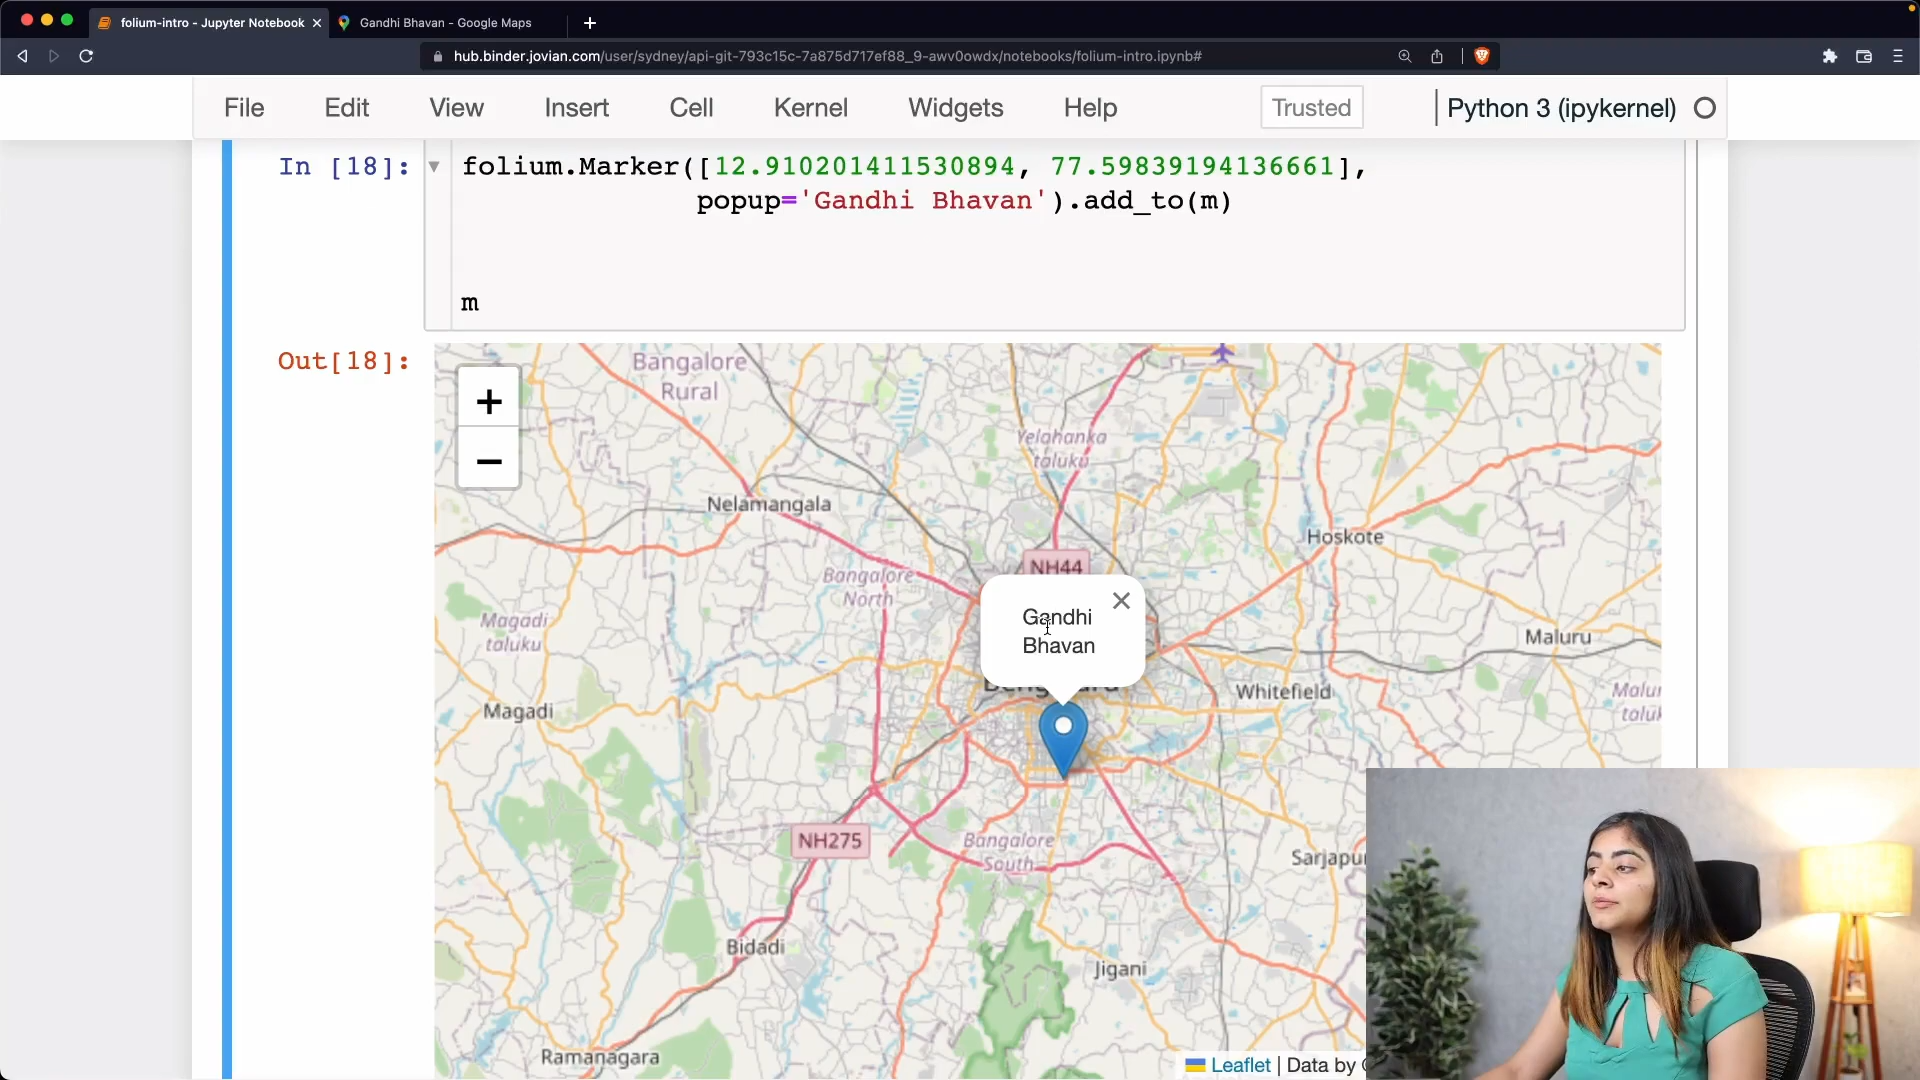 folium-intro - Jupyter Notebook
Gandhi Bhavan - Google Maps
hub.binder.jovian.com/user/sydney/api-git-793c15c-7a875d717ef88_9-awv0owdx/notebooks/folium-intro.ipynb#
File Edit View Insert Cell Kernel Widgets Help Trusted Python 3 (ipykernel)
In [18]:
folium.Marker([12.910201411530894, 77.59839194136661],
popup='Gandhi Bhavan').add_to(m)
m
Out[18]:
+
−
Bangalore
Rural
Yelahanka
taluku
Nelamangala
Hoskote
NH44
Bangalore
North
Magadi
taluku
Gandhi
Bhavan
Maluru
Whitefield
Magadi
NH275
Bangalore
South
Bidadi
Jigani
Ramanagara
Leaflet | Data by